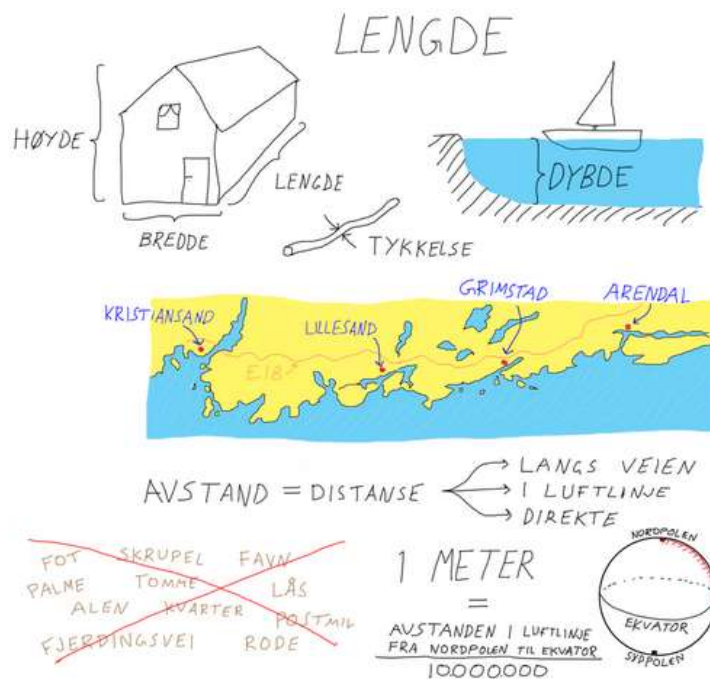 LENGDE
HØYDE
LENGDE
BREDDE
TYKKELSE
DYBDE
KRISTIANSAND
LILLESAND
GRIMSTAD
ARENDAL
E18
AVSTAND = DISTANSE
LANGS VEIEN
I LUFTLINJE
DIREKTE
FOT SKRUPEL FAVN
PALME TOMME LÅS
ALEN KVARTER POSTMIL
FJERDINGSVEI RODE
1 METER
=
AVSTANDEN I LUFTLINJE
FRA NORDPOLEN TIL EKVATOR
10.000.000
NORDPOLEN
EKVATOR
SYDPOLEN